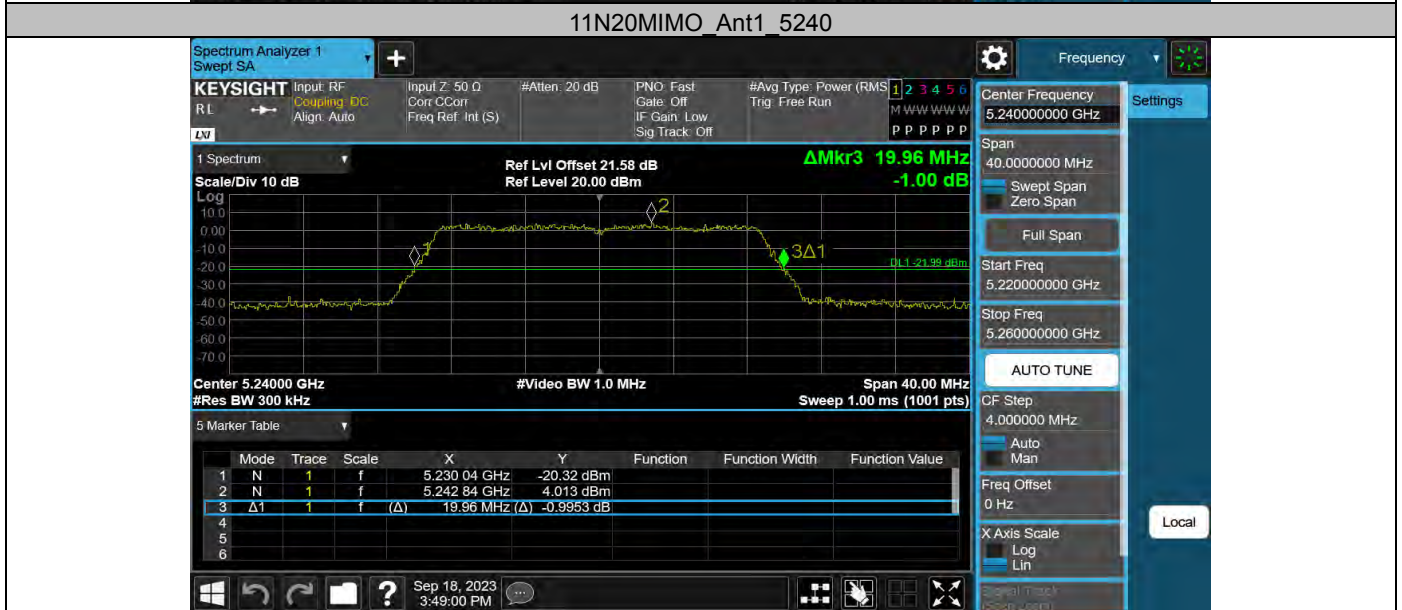 11N20MIMO_Ant1_5240
Spectrum Analyzer 1
Swept SA
Frequency
KEYSIGHT
Input: RF
Input Z: 50 Ω
#Atten: 20 dB
PNO: Fast
#Avg Type: Power (RMS
1 2 3 4 5 6
RL
Coupling: DC
Corr CCorr
Gate: Off
Trig: Free Run
M W W W W W
Align: Auto
Freq Ref: Int (S)
IF Gain: Low
Sig Track: Off
P P P P P P
LXI
Center Frequency
5.240000000 GHz
Settings
Span
40.0000000 MHz
Swept Span
Zero Span
Full Span
Start Freq
5.220000000 GHz
Stop Freq
5.260000000 GHz
AUTO TUNE
CF Step
4.000000 MHz
Auto
Man
Freq Offset
0 Hz
X Axis Scale
Log
Lin
Local
1 Spectrum
Scale/Div 10 dB
Ref Lvl Offset 21.58 dB
Ref Level 20.00 dBm
ΔMkr3 19.96 MHz
-1.00 dB
Log
10.0
0.00
-10.0
-20.0
-30.0
-40.0
-50.0
-60.0
-70.0
1
2
3Δ1
DL1 -21.99 dBm
Center 5.24000 GHz
#Video BW 1.0 MHz
Span 40.00 MHz
#Res BW 300 kHz
Sweep 1.00 ms (1001 pts)
5 Marker Table
Mode Trace Scale X Y Function Function Width Function Value
1 N 1 f 5.230 04 GHz -20.32 dBm
2 N 1 f 5.242 84 GHz 4.013 dBm
3 Δ1 1 f (Δ) 19.96 MHz (Δ) -0.9953 dB
4
5
6
?
Sep 18, 2023
3:49:00 PM